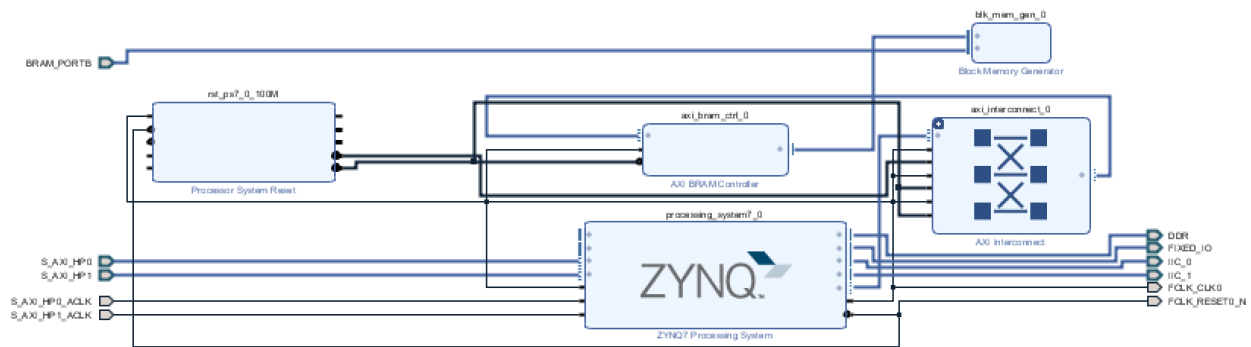 blk_mem_gen_0
BRAM_PORTB
Block Memory Generator
rst_ps7_0_100M
axi_bram_ctrl_0
axi_interconnect_0
Processor System Reset
AXI BRAM Controller
processing_system7_0
AXI Interconnect
DDR
FIXED_IO
S_AXI_HP0
IIC_0
S_AXI_HP1
IIC_1
ZYNQ
TM
FCLK_CLK0
S_AXI_HP0_ACLK
FCLK_RESET0_N
S_AXI_HP1_ACLK
ZYNQ7 Processing System